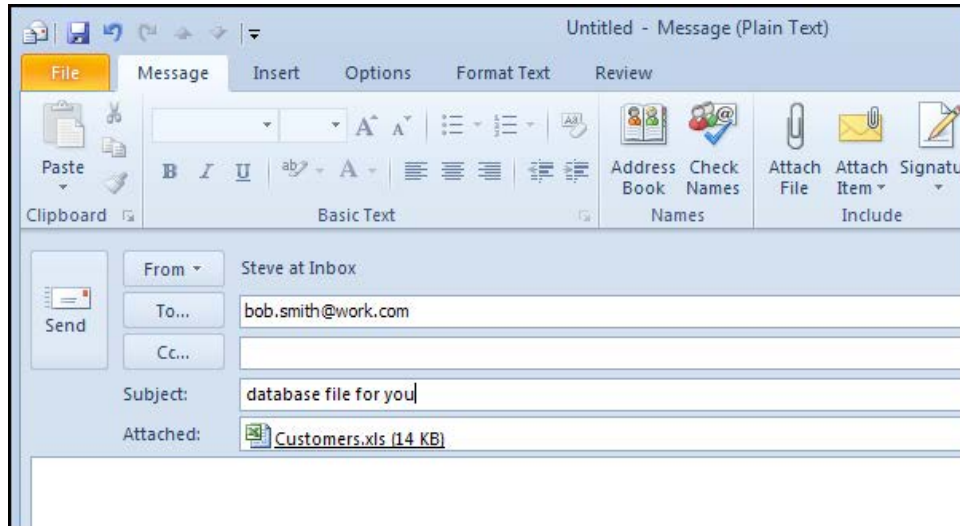 Untitled - Message (Plain Text)
File Message Insert Options Format Text Review
Paste
B I U ab A
Address Book
Check Names
Attach File
Attach Item
Signatu
Clipboard Basic Text Names Include
From Steve at Inbox
Send
To... bob.smith@work.com
Cc...
Subject: database file for you
Attached: Customers.xls (14 KB)